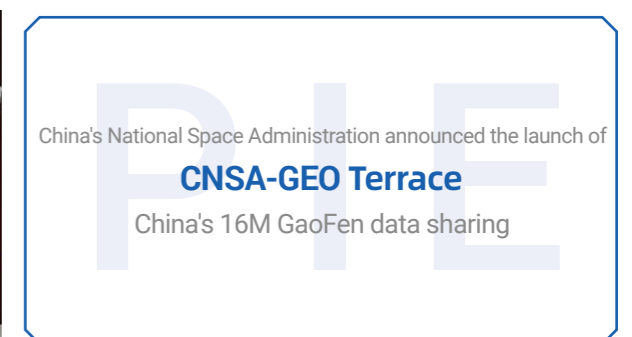 PIE
China's National Space Administration announced the launch of
CNSA-GEO Terrace
China's 16M GaoFen data sharing